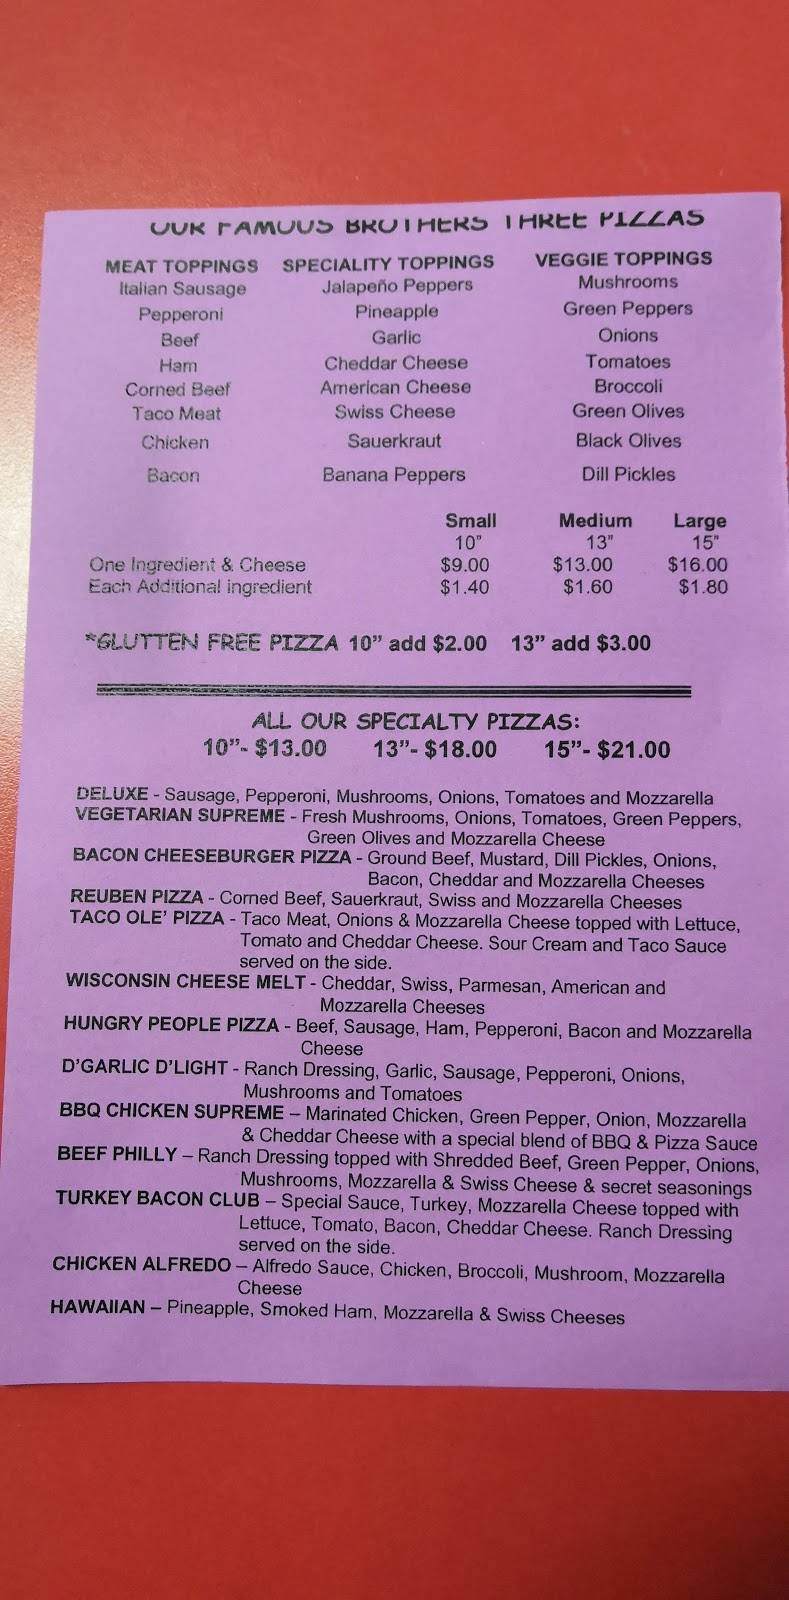 OUR FAMOUS BROTHERS THREE PIZZAS
MEAT TOPPINGS SPECIALITY TOPPINGS VEGGIE TOPPINGS
Italian Sausage Jalapeño Peppers Mushrooms
Pepperoni Pineapple Green Peppers
Beef Garlic Onions
Ham Cheddar Cheese Tomatoes
Corned Beef American Cheese Broccoli
Taco Meat Swiss Cheese Green Olives
Chicken Sauerkraut Black Olives
Bacon Banana Peppers Dill Pickles
Small Medium Large
10" 13" 15"
One Ingredient & Cheese $9.00 $13.00 $16.00
Each Additional ingredient $1.40 $1.60 $1.80
*GLUTTEN FREE PIZZA 10" add $2.00 13" add $3.00
ALL OUR SPECIALTY PIZZAS:
10"- $13.00 13"- $18.00 15"- $21.00
DELUXE - Sausage, Pepperoni, Mushrooms, Onions, Tomatoes and Mozzarella
VEGETARIAN SUPREME - Fresh Mushrooms, Onions, Tomatoes, Green Peppers,
Green Olives and Mozzarella Cheese
BACON CHEESEBURGER PIZZA - Ground Beef, Mustard, Dill Pickles, Onions,
Bacon, Cheddar and Mozzarella Cheeses
REUBEN PIZZA - Corned Beef, Sauerkraut, Swiss and Mozzarella Cheeses
TACO OLE' PIZZA - Taco Meat, Onions & Mozzarella Cheese topped with Lettuce,
Tomato and Cheddar Cheese. Sour Cream and Taco Sauce
served on the side.
WISCONSIN CHEESE MELT - Cheddar, Swiss, Parmesan, American and
Mozzarella Cheeses
HUNGRY PEOPLE PIZZA - Beef, Sausage, Ham, Pepperoni, Bacon and Mozzarella
Cheese
D'GARLIC D'LIGHT - Ranch Dressing, Garlic, Sausage, Pepperoni, Onions,
Mushrooms and Tomatoes
BBQ CHICKEN SUPREME – Marinated Chicken, Green Pepper, Onion, Mozzarella
& Cheddar Cheese with a special blend of BBQ & Pizza Sauce
BEEF PHILLY – Ranch Dressing topped with Shredded Beef, Green Pepper, Onions,
Mushrooms, Mozzarella & Swiss Cheese & secret seasonings
TURKEY BACON CLUB – Special Sauce, Turkey, Mozzarella Cheese topped with
Lettuce, Tomato, Bacon, Cheddar Cheese. Ranch Dressing
served on the side.
CHICKEN ALFREDO – Alfredo Sauce, Chicken, Broccoli, Mushroom, Mozzarella
Cheese
HAWAIIAN – Pineapple, Smoked Ham, Mozzarella & Swiss Cheeses